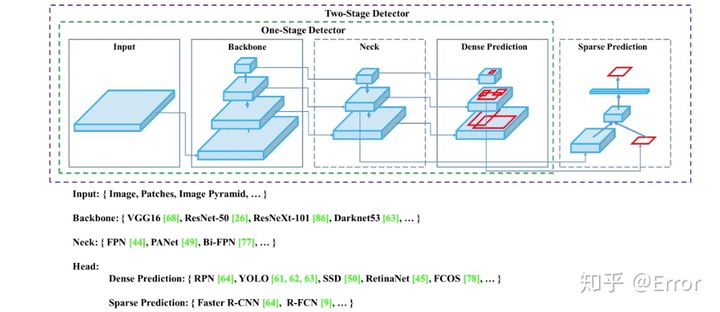 Two-Stage Detector
One-Stage Detector
Input
Backbone
Neck
Dense Prediction
Sparse Prediction
Input: { Image, Patches, Image Pyramid, … }
Backbone: { VGG16 [68], ResNet-50 [26], ResNeXt-101 [86], Darknet53 [63], … }
Neck: { FPN [44], PANet [49], Bi-FPN [77], … }
Head:
Dense Prediction: { RPN [64], YOLO [61, 62, 63], SSD [50], RetinaNet [45], FCOS [78], … }
Sparse Prediction: { Faster R-CNN [64], R-FCN [9], … }
知乎 @Error